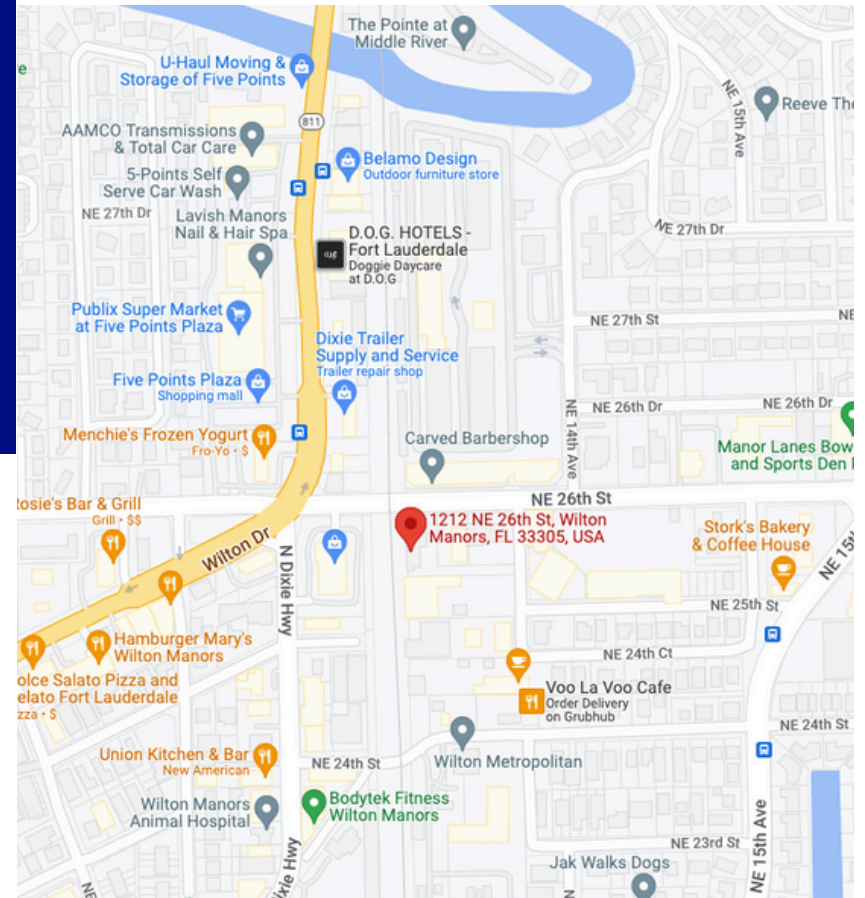 The Pointe at
Middle River
U-Haul Moving &
Storage of Five Points
NE 15th Ave
Reeve The
e
811
AAMCO Transmissions
& Total Car Care
Belamo Design
Outdoor furniture store
5-Points Self
Serve Car Wash
NE 27th Dr
Lavish Manors
Nail & Hair Spa
D.O.G. HOTELS -
Fort Lauderdale
Doggie Daycare
at D.O.G
NE 27th Dr
Publix Super Market
at Five Points Plaza
NE 27th St
NE
Dixie Trailer
Supply and Service
Trailer repair shop
Five Points Plaza
Shopping mall
NE 14th Ave
NE 26th Dr
NE 26th Dr
Menchie's Frozen Yogurt
Fro-Yo • $
Carved Barbershop
Manor Lanes Bow
and Sports Den
NE 26th St
Rosie's Bar & Grill
Grill • $$
1212 NE 26th St, Wilton
Manors, FL 33305, USA
Stork's Bakery
& Coffee House
Wilton Dr
N Dixie Hwy
NE 15th
NE 25th St
Hamburger Mary's
Wilton Manors
NE 24th Ct
olce Salato Pizza and
elato Fort Lauderdale
zza • $
Voo La Voo Cafe
Order Delivery
on Grubhub
NE 24th St
Union Kitchen & Bar
New American
NE 24th St
Wilton Metropolitan
Wilton Manors
Animal Hospital
Bodytek Fitness
Wilton Manors
NE 15th Ave
NE 23rd St
Jak Walks Dogs
ixie Hwy
NE
N